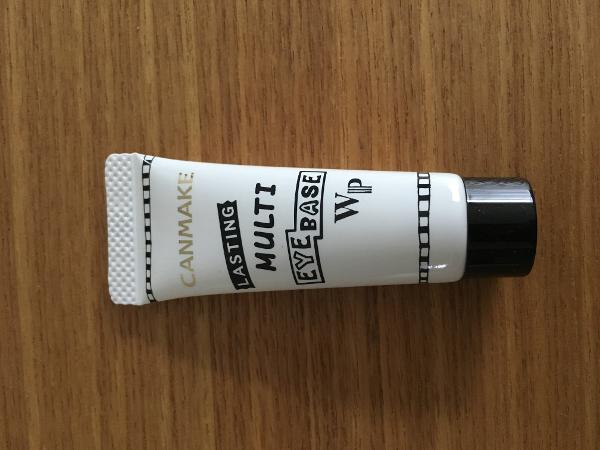 CANMAKE
LASTING
MULTI
EYE BASE
WP